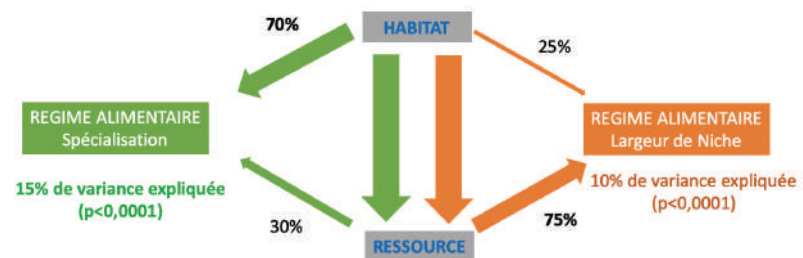 70%
HABITAT
25%
REGIME ALIMENTAIRE
Spécialisation
REGIME ALIMENTAIRE
Largeur de Niche
15% de variance expliquée
(p<0,0001)
10% de variance expliquée
(p<0,0001)
30%
RESSOURCE
75%